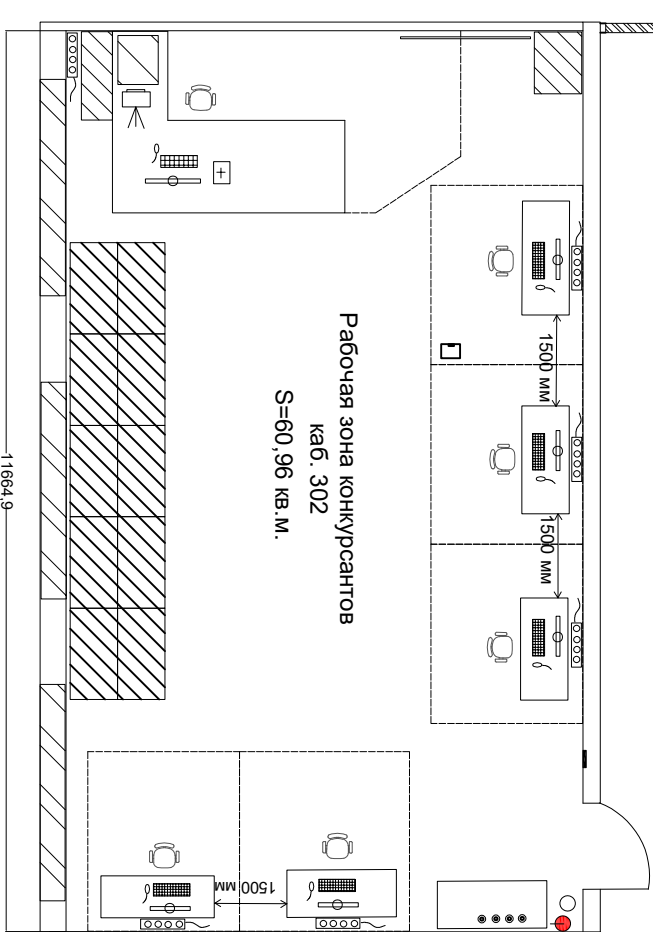 Рабочая зона конкурсантов
каб. 302
S=60,96 кв.м.
1500 мм
1500 мм
1500 мм
11664,9